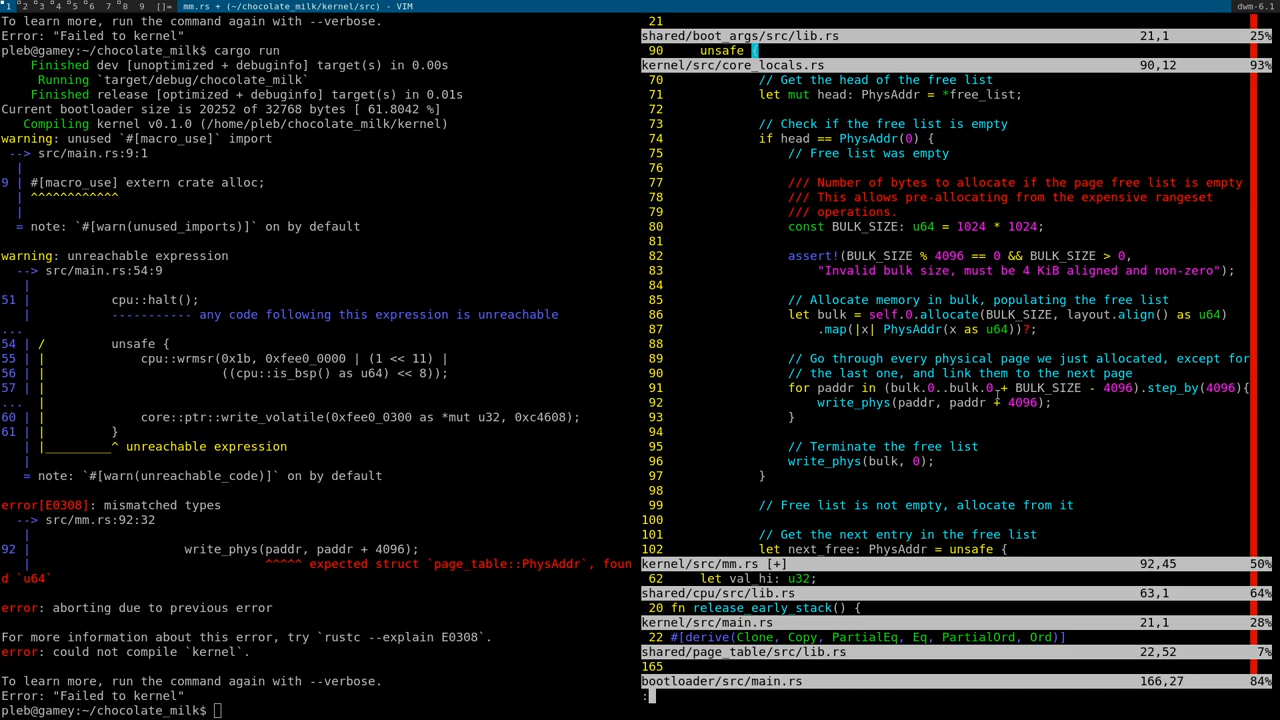 1 2 3 4 5 6 7 8 9 []= mm.rs + (~/chocolate_milk/kernel/src) - VIM dwm-6.1
To learn more, run the command again with --verbose.
Error: "Failed to kernel"
pleb@gamey:~/chocolate_milk$ cargo run
    Finished dev [unoptimized + debuginfo] target(s) in 0.00s
     Running `target/debug/chocolate_milk`
    Finished release [optimized + debuginfo] target(s) in 0.01s
Current bootloader size is 20252 of 32768 bytes [ 61.8042 %]
   Compiling kernel v0.1.0 (/home/pleb/chocolate_milk/kernel)
warning: unused `#[macro_use]` import
 --> src/main.rs:9:1
  |
9 | #[macro_use] extern crate alloc;
  | ^^^^^^^^^^^^
  |
  = note: `#[warn(unused_imports)]` on by default
warning: unreachable expression
  --> src/main.rs:54:9
   |
51 |           cpu::halt();
   |           ----------- any code following this expression is unreachable
...
54 | /         unsafe {
55 | |             cpu::wrmsr(0x1b, 0xfee0_0000 | (1 << 11) |
56 | |                        ((cpu::is_bsp() as u64) << 8));
57 | |
... |
60 | |             core::ptr::write_volatile(0xfee0_0300 as *mut u32, 0xc4608);
61 | |         }
   | |_________^ unreachable expression
   |
   = note: `#[warn(unreachable_code)]` on by default
error[E0308]: mismatched types
  --> src/mm.rs:92:32
   |
92 |                     write_phys(paddr, paddr + 4096);
   |                                ^^^^^ expected struct `page_table::PhysAddr`, foun
d `u64`
error: aborting due to previous error
For more information about this error, try `rustc --explain E0308`.
error: could not compile `kernel`.
To learn more, run the command again with --verbose.
Error: "Failed to kernel"
pleb@gamey:~/chocolate_milk$
21
shared/boot_args/src/lib.rs 21,1 25%
90     unsafe {
kernel/src/core_locals.rs 90,12 93%
70             // Get the head of the free list
71             let mut head: PhysAddr = *free_list;
72
73             // Check if the free list is empty
74             if head == PhysAddr(0) {
75                 // Free list was empty
76
77                 /// Number of bytes to allocate if the page free list is empty
78                 /// This allows pre-allocating from the expensive rangeset
79                 /// operations.
80                 const BULK_SIZE: u64 = 1024 * 1024;
81
82                 assert!(BULK_SIZE % 4096 == 0 && BULK_SIZE > 0,
83                     "Invalid bulk size, must be 4 KiB aligned and non-zero");
84
85                 // Allocate memory in bulk, populating the free list
86                 let bulk = self.0.allocate(BULK_SIZE, layout.align() as u64)
87                     .map(|x| PhysAddr(x as u64))?;
88
89                 // Go through every physical page we just allocated, except for
90                 // the last one, and link them to the next page
91                 for paddr in (bulk.0..bulk.0 + BULK_SIZE - 4096).step_by(4096){
92                     write_phys(paddr, paddr + 4096);
93                 }
94
95                 // Terminate the free list
96                 write_phys(bulk, 0);
97             }
98
99             // Free list is not empty, allocate from it
100
101             // Get the next entry in the free list
102             let next_free: PhysAddr = unsafe {
kernel/src/mm.rs [+] 92,45 50%
62     let val_hi: u32;
shared/cpu/src/lib.rs 63,1 64%
20 fn release_early_stack() {
kernel/src/main.rs 21,1 28%
22 #[derive(Clone, Copy, PartialEq, Eq, PartialOrd, Ord)]
shared/page_table/src/lib.rs 22,52 7%
165
bootloader/src/main.rs 166,27 84%
: